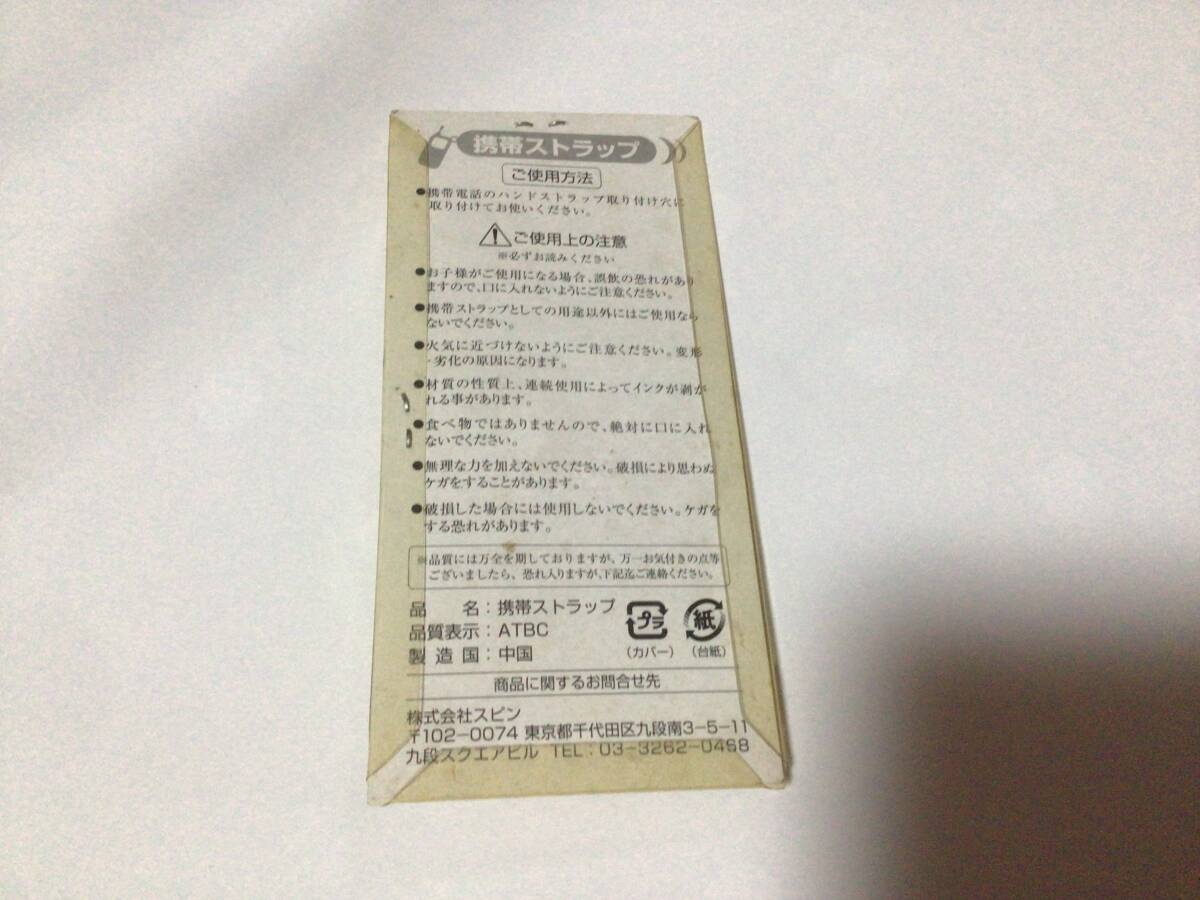 携帯ストラップ
ご使用方法
●携帯電話のハンドストラップ取り付け穴に
取り付けてお使いください。
ご使用上の注意
※必ずお読みください
●お子様がご使用になる場合、誤飲の恐れがあり
ますので、口に入れないようにご注意ください。
●携帯ストラップとしての用途以外にはご使用なら
ないでください。
●火気に近づけないようにご注意ください。変形
・劣化の原因になります。
●材質の性質上、連続使用によってインクが剥が
れる事があります。
●食べ物ではありませんので、絶対に口に入れ
ないでください。
●無理な力を加えないでください。破損により思わぬ
ケガをすることがあります。
●破損した場合には使用しないでください。ケガを
する恐れがあります。
※品質には万全を期しておりますが、万一お気付きの点等
ございましたら、恐れ入りますが、下記迄ご連絡ください。
品　名：携帯ストラップ
品質表示：ATBC
製造国：中国
プラ
(カバー)
紙
(台紙)
商品に関するお問合せ先
株式会社スピン
〒102-0074 東京都千代田区九段南3-5-11
九段スクエアビル TEL：03-3262-0468